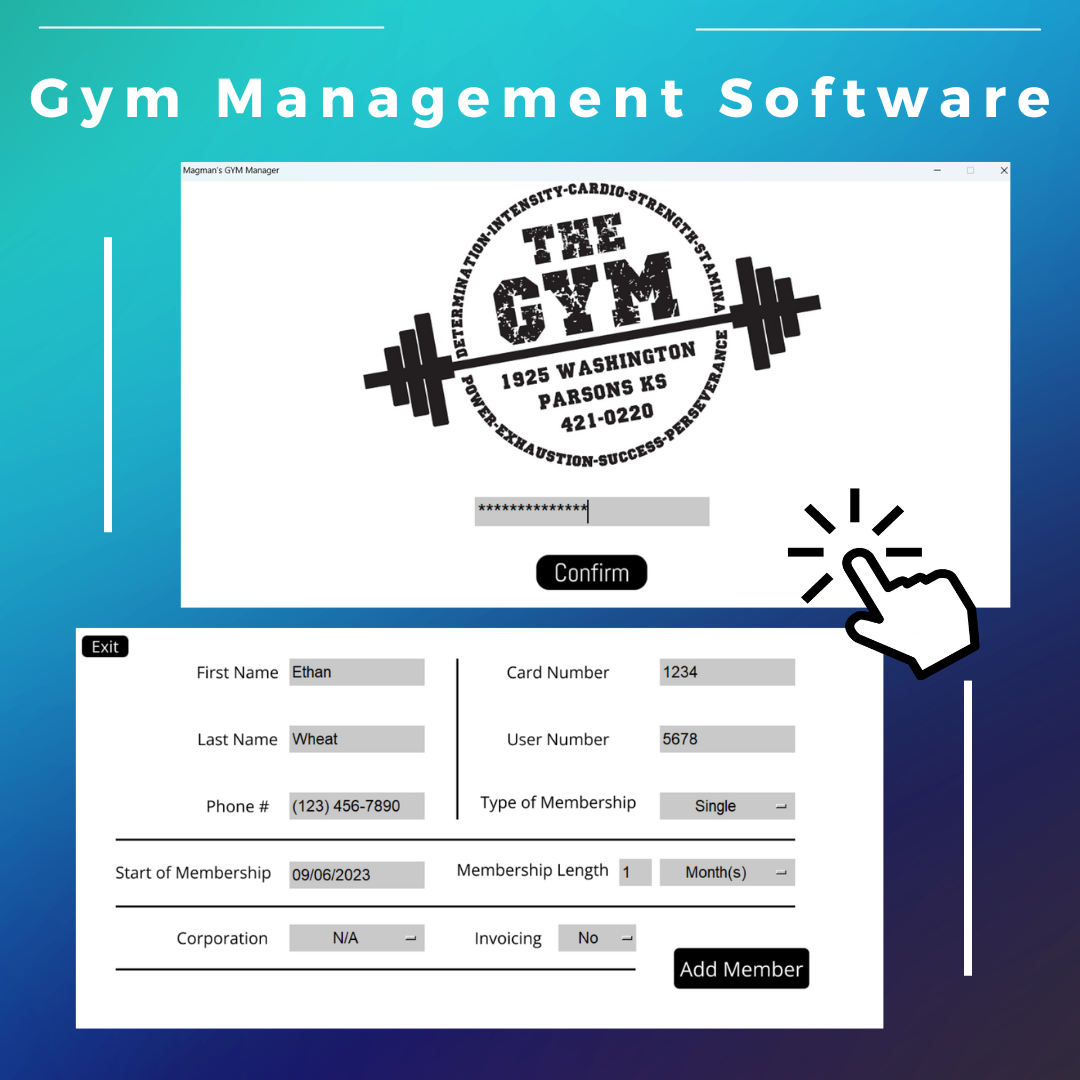 Gym Management Software
Magman's GYM Manager
DETERMINATION-INTENSITY-CARDIO-STRENGTH-STAMINA
THE
GYM
1925 WASHINGTON
PARSONS KS
421-0220
POWER-EXHAUSTION-SUCCESS-PERSEVERANCE
**************
Confirm
Exit
First Name Ethan Card Number 1234
Last Name Wheat User Number 5678
Phone # (123) 456-7890 Type of Membership Single
Start of Membership 09/06/2023 Membership Length 1 Month(s)
Corporation N/A Invoicing No
Add Member